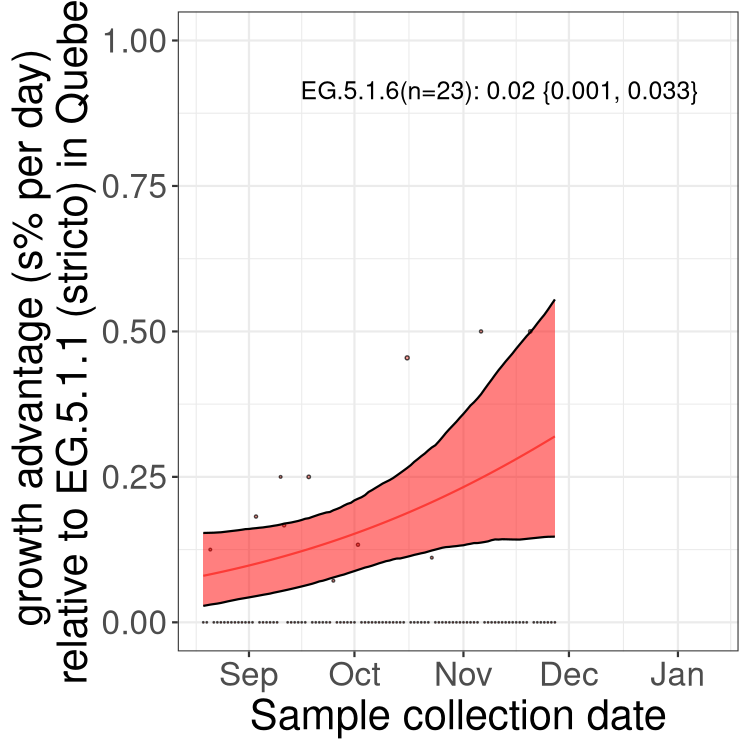 growth advantage (s% per day)
relative to EG.5.1.1 (stricto) in Quebe
1.00
0.75
0.50
0.25
0.00
EG.5.1.6(n=23): 0.02 {0.001, 0.033}
Sep Oct Nov Dec Jan
Sample collection date